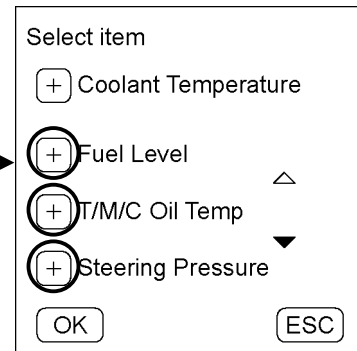 Select item
+ Coolant Temperature
+ Fuel Level
+ T/M/C Oil Temp
+ Steering Pressure
OK ESC